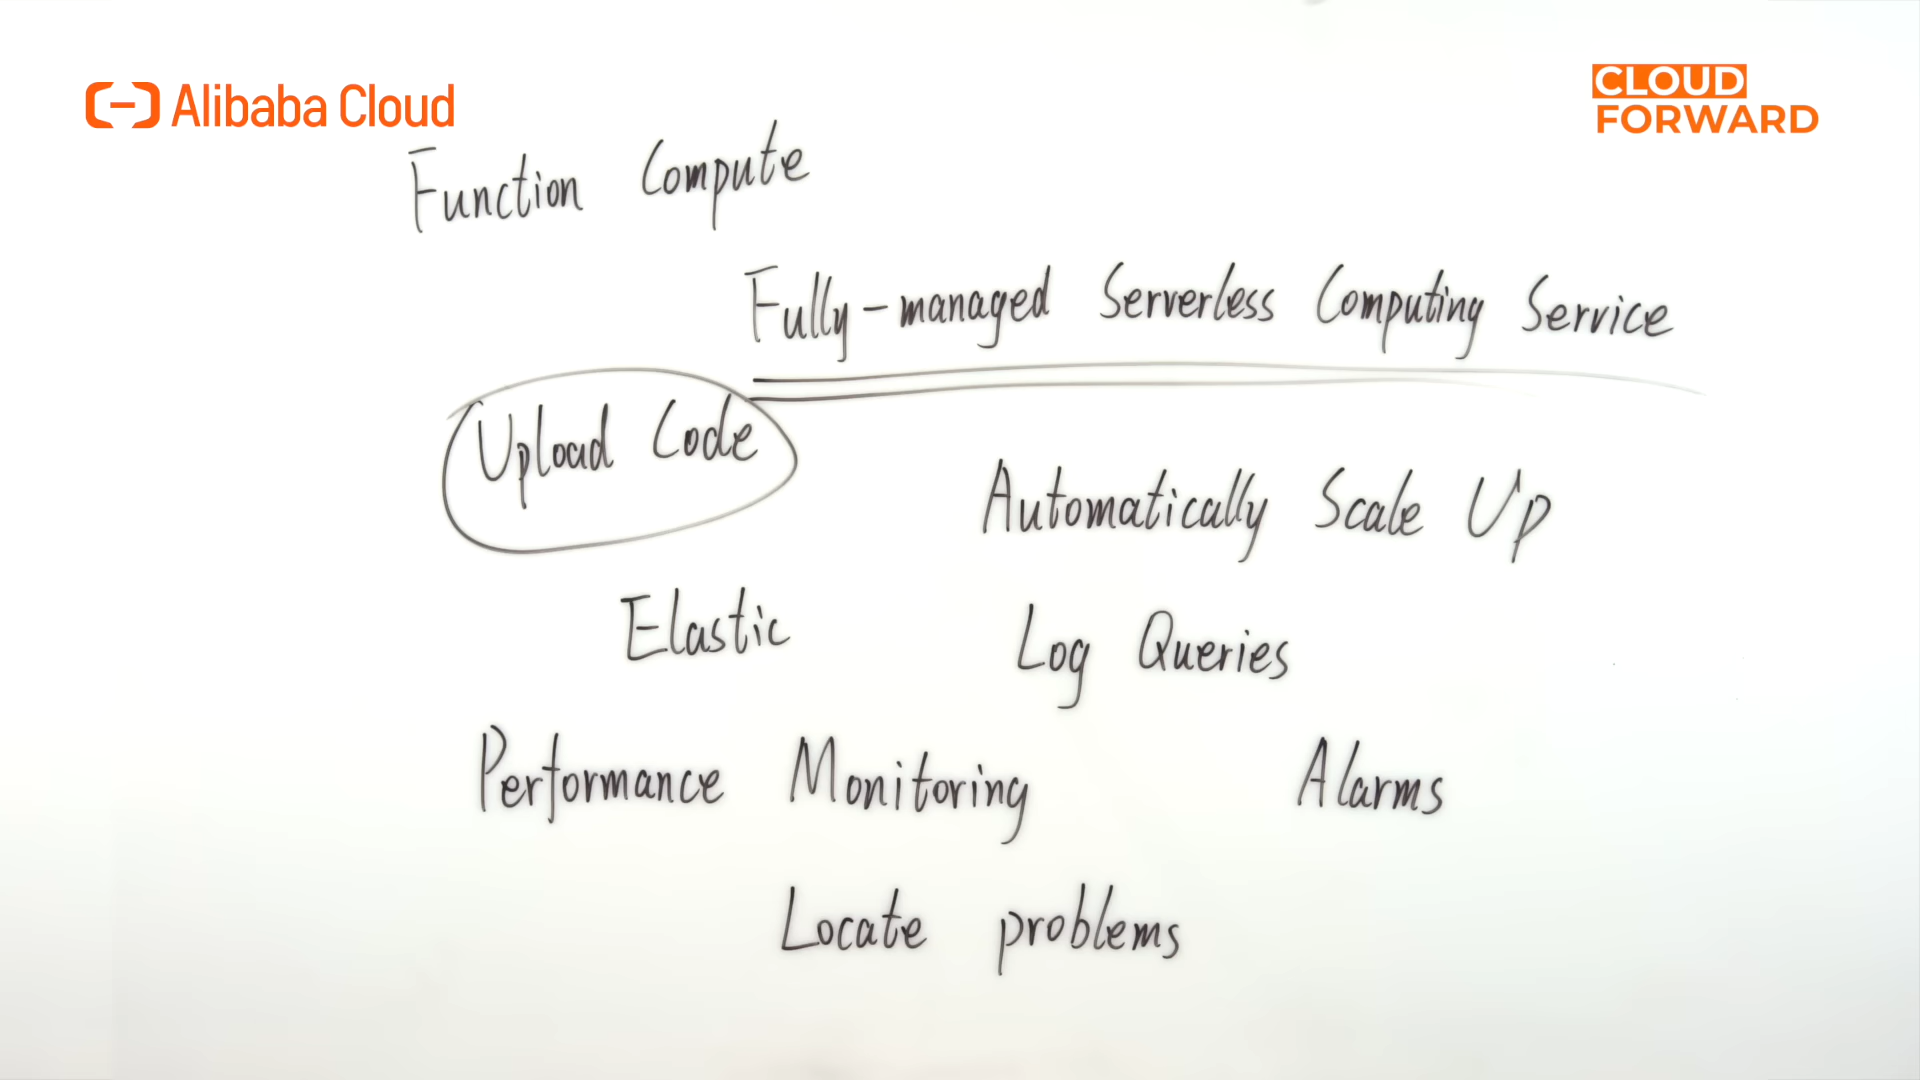 Alibaba Cloud
CLOUD
FORWARD
Function Compute
Fully-managed Serverless Computing Service
Upload Code
Automatically Scale Up
Elastic
Log Queries
Performance Monitoring
Alarms
Locate problems